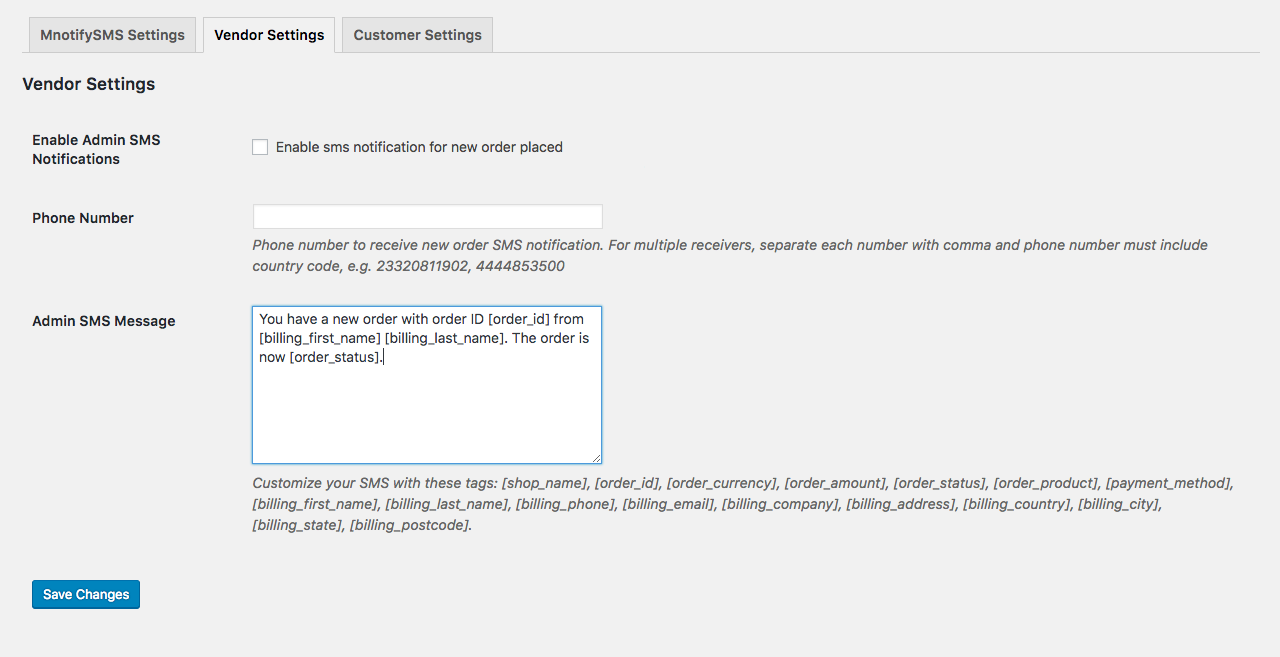 MnotifySMS Settings Vendor Settings Customer Settings
Vendor Settings
Enable Admin SMS
Notifications
Enable sms notification for new order placed
Phone Number
Phone number to receive new order SMS notification. For multiple receivers, separate each number with comma and phone number must include
country code, e.g. 23320811902, 4444853500
Admin SMS Message
You have a new order with order ID [order_id] from
[billing_first_name] [billing_last_name]. The order is
now [order_status].
Customize your SMS with these tags: [shop_name], [order_id], [order_currency], [order_amount], [order_status], [order_product], [payment_method],
[billing_first_name], [billing_last_name], [billing_phone], [billing_email], [billing_company], [billing_address], [billing_country], [billing_city],
[billing_state], [billing_postcode].
Save Changes